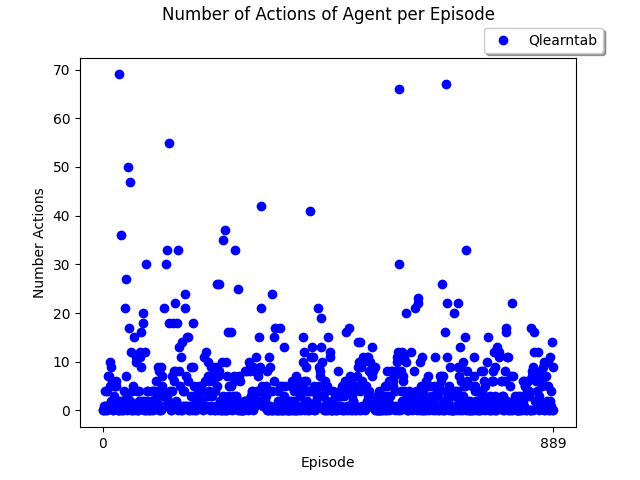 Number of Actions of Agent per Episode
Qlearntab
70
60
50
40
30
20
10
0
Number Actions
0 889
Episode